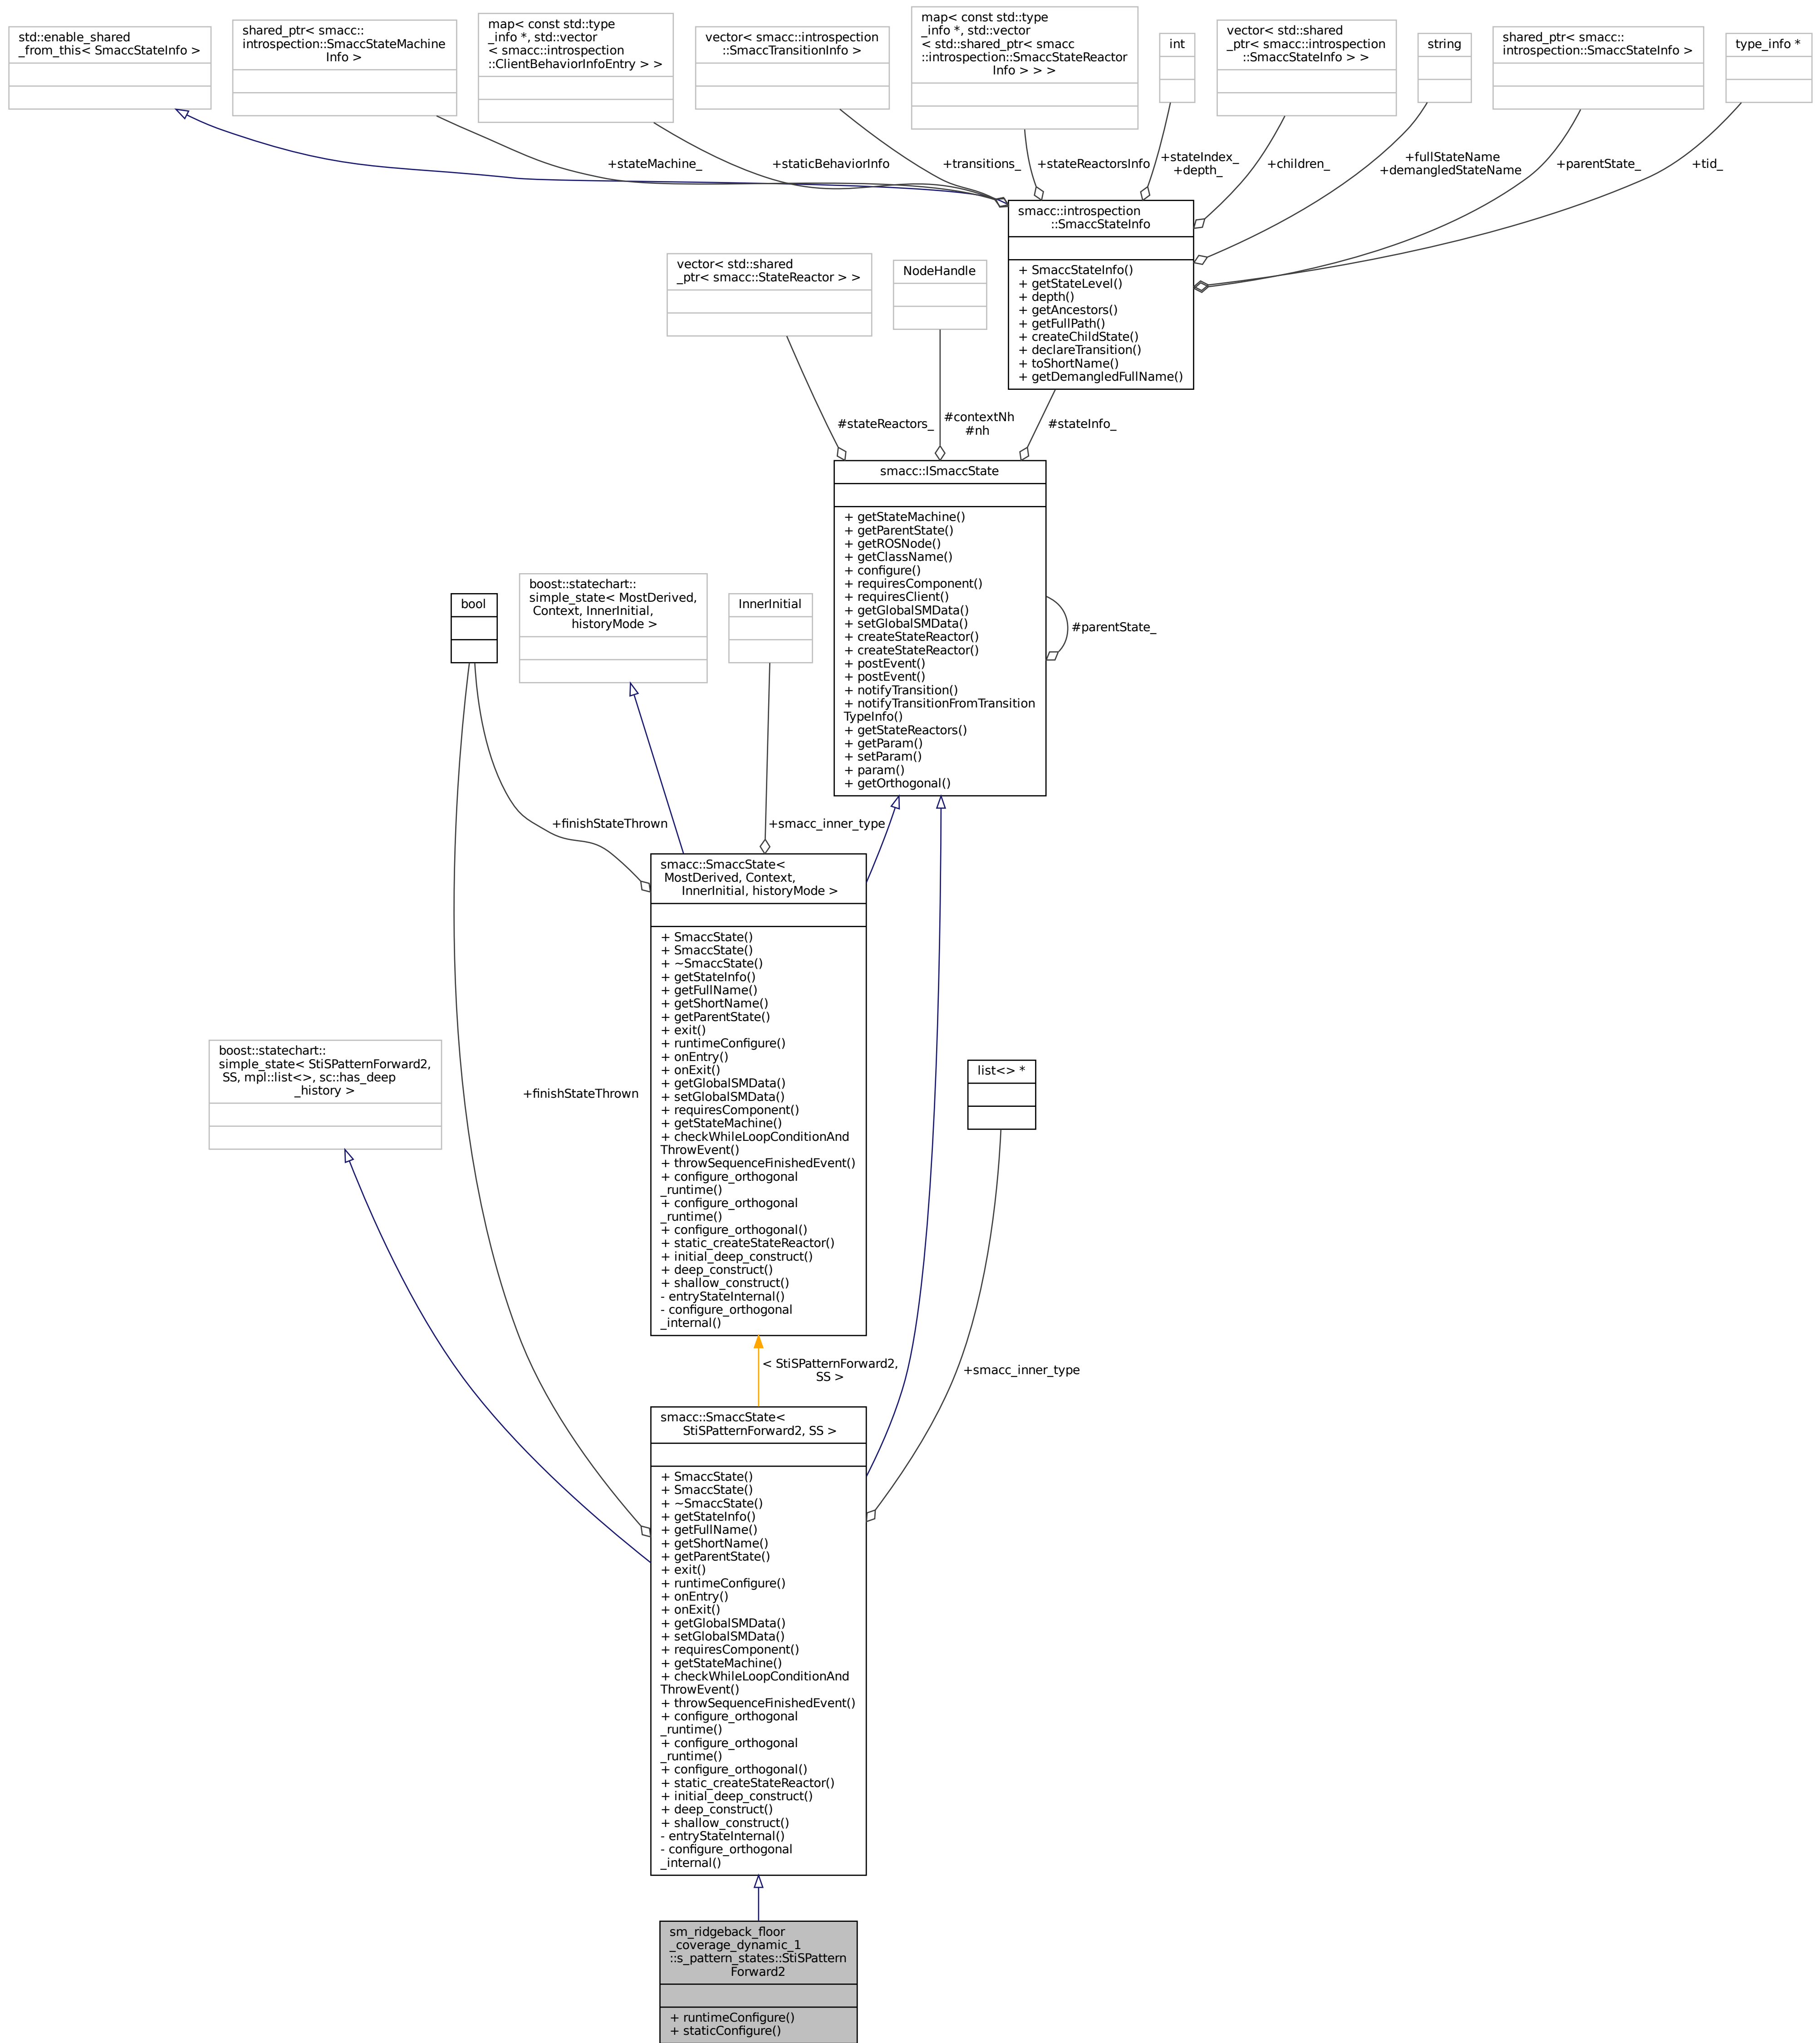 std::enable_shared
_from_this< SmaccStateInfo >
shared_ptr< smacc::
introspection::SmaccStateMachine
Info >
map< const std::type
_info *, std::vector
< smacc::introspection
::ClientBehaviorInfoEntry > >
vector< smacc::introspection
::SmaccTransitionInfo >
map< const std::type
_info *, std::vector
< std::shared_ptr< smacc
::introspection::SmaccStateReactor
Info > > >
int
vector< std::shared
_ptr< smacc::introspection
::SmaccStateInfo > >
string
shared_ptr< smacc::
introspection::SmaccStateInfo >
type_info *
+stateMachine_
+staticBehaviorInfo
+transitions_
+stateReactorsInfo
+stateIndex_
+depth_
+children_
+fullStateName
+demangledStateName
+parentState_
+tid_
smacc::introspection
::SmaccStateInfo
+ SmaccStateInfo()
+ getStateLevel()
+ depth()
+ getAncestors()
+ getFullPath()
+ createChildState()
+ declareTransition()
+ toShortName()
+ getDemangledFullName()
vector< std::shared
_ptr< smacc::StateReactor > >
NodeHandle
#stateReactors_
#contextNh
#nh
#stateInfo_
smacc::ISmaccState
+ getStateMachine()
+ getParentState()
+ getROSNode()
+ getClassName()
+ configure()
+ requiresComponent()
+ requiresClient()
+ getGlobalSMData()
+ setGlobalSMData()
+ createStateReactor()
+ createStateReactor()
+ postEvent()
+ postEvent()
+ notifyTransition()
+ notifyTransitionFromTransition
TypeInfo()
+ getStateReactors()
+ getParam()
+ setParam()
+ param()
+ getOrthogonal()
#parentState_
bool
boost::statechart::
simple_state< MostDerived,
Context, InnerInitial,
historyMode >
InnerInitial
+finishStateThrown
+smacc_inner_type
smacc::SmaccState<
MostDerived, Context,
InnerInitial, historyMode >
+ SmaccState()
+ SmaccState()
+ ~SmaccState()
+ getStateInfo()
+ getFullName()
+ getShortName()
+ getParentState()
+ exit()
+ runtimeConfigure()
+ onEntry()
+ onExit()
+ getGlobalSMData()
+ setGlobalSMData()
+ requiresComponent()
+ getStateMachine()
+ checkWhileLoopConditionAnd
ThrowEvent()
+ throwSequenceFinishedEvent()
+ configure_orthogonal
_runtime()
+ configure_orthogonal
_runtime()
+ configure_orthogonal()
+ static_createStateReactor()
+ initial_deep_construct()
+ deep_construct()
+ shallow_construct()
- entryStateInternal()
- configure_orthogonal
_internal()
boost::statechart::
simple_state< StiSPatternForward2,
SS, mpl::list<>, sc::has_deep
_history >
+finishStateThrown
list<> *
< StiSPatternForward2,
SS >
+smacc_inner_type
smacc::SmaccState<
StiSPatternForward2, SS >
+ SmaccState()
+ SmaccState()
+ ~SmaccState()
+ getStateInfo()
+ getFullName()
+ getShortName()
+ getParentState()
+ exit()
+ runtimeConfigure()
+ onEntry()
+ onExit()
+ getGlobalSMData()
+ setGlobalSMData()
+ requiresComponent()
+ getStateMachine()
+ checkWhileLoopConditionAnd
ThrowEvent()
+ throwSequenceFinishedEvent()
+ configure_orthogonal
_runtime()
+ configure_orthogonal
_runtime()
+ configure_orthogonal()
+ static_createStateReactor()
+ initial_deep_construct()
+ deep_construct()
+ shallow_construct()
- entryStateInternal()
- configure_orthogonal
_internal()
sm_ridgeback_floor
_coverage_dynamic_1
::s_pattern_states::StiSPattern
Forward2
+ runtimeConfigure()
+ staticConfigure()